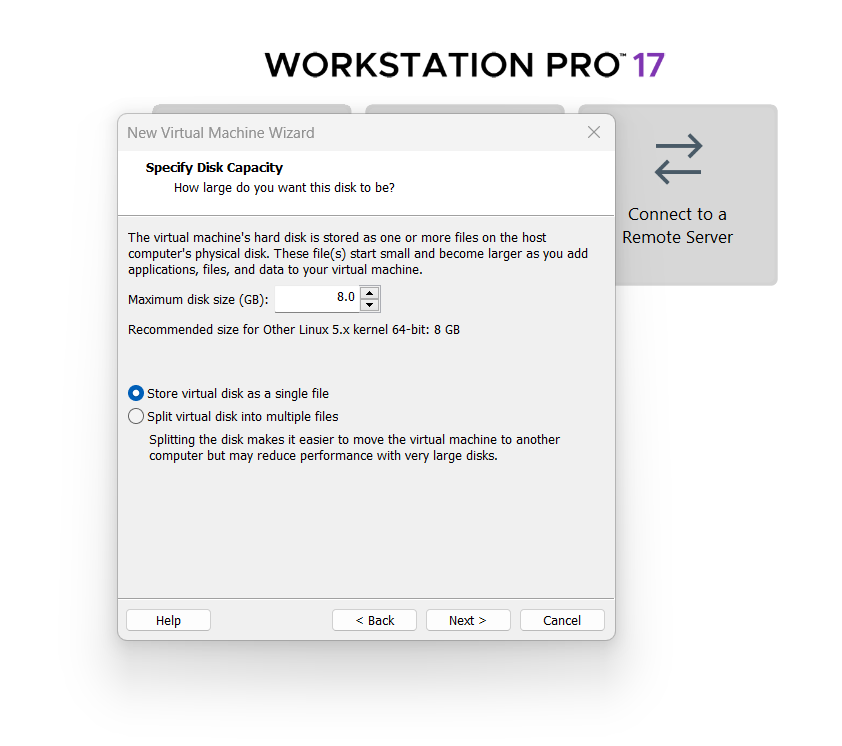 WORKSTATION PRO™ 17
New Virtual Machine Wizard
Specify Disk Capacity
How large do you want this disk to be?
Connect to a
Remote Server
The virtual machine's hard disk is stored as one or more files on the host
computer's physical disk. These file(s) start small and become larger as you add
applications, files, and data to your virtual machine.
Maximum disk size (GB): 8.0
Recommended size for Other Linux 5.x kernel 64-bit: 8 GB
Store virtual disk as a single file
Split virtual disk into multiple files
Splitting the disk makes it easier to move the virtual machine to another
computer but may reduce performance with very large disks.
Help < Back Next > Cancel